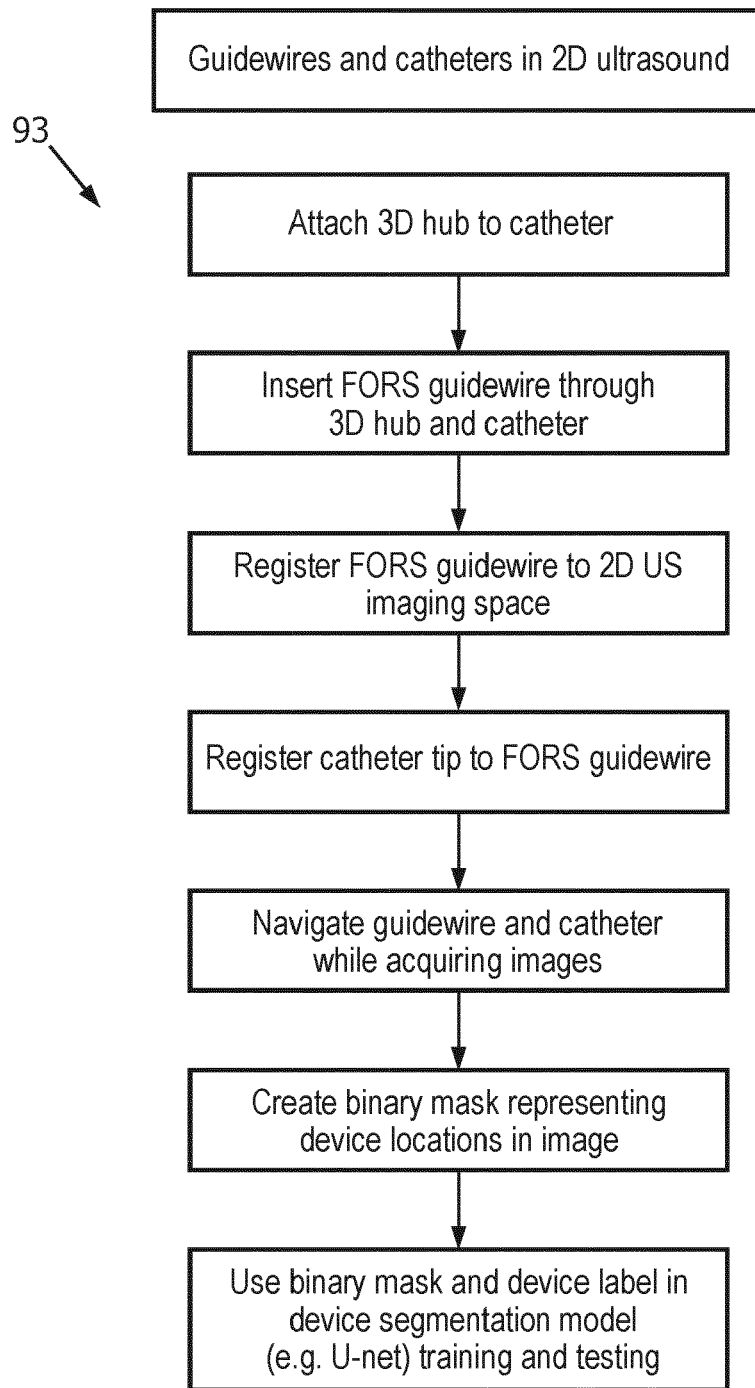 Guidewires and catheters in 2D ultrasound
93
Attach 3D hub to catheter
Insert FORS guidewire through
3D hub and catheter
Register FORS guidewire to 2D US
imaging space
Register catheter tip to FORS guidewire
Navigate guidewire and catheter
while acquiring images
Create binary mask representing
device locations in image
Use binary mask and device label in
device segmentation model
(e.g. U-net) training and testing